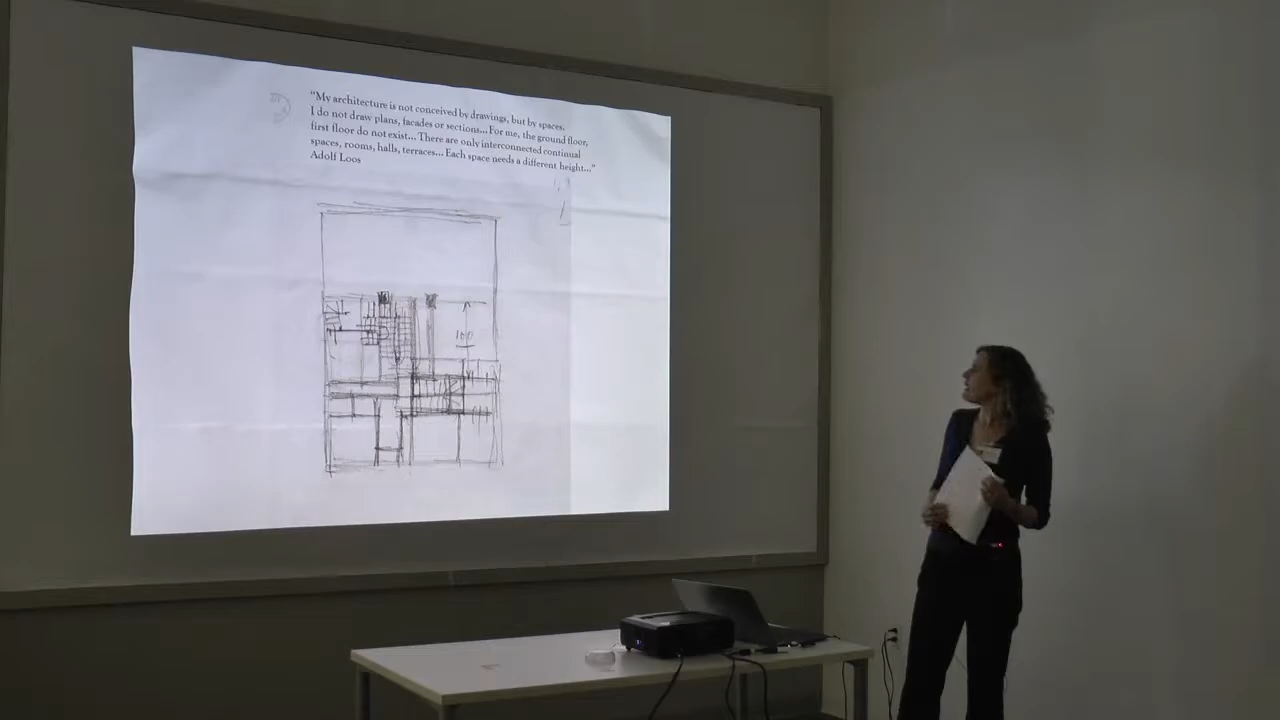 “My architecture is not conceived by drawings, but by spaces.
I do not draw plans, facades or sections... For me, the ground floor,
first floor do not exist... There are only interconnected continual
spaces, rooms, halls, terraces... Each space needs a different height...”
Adolf Loos